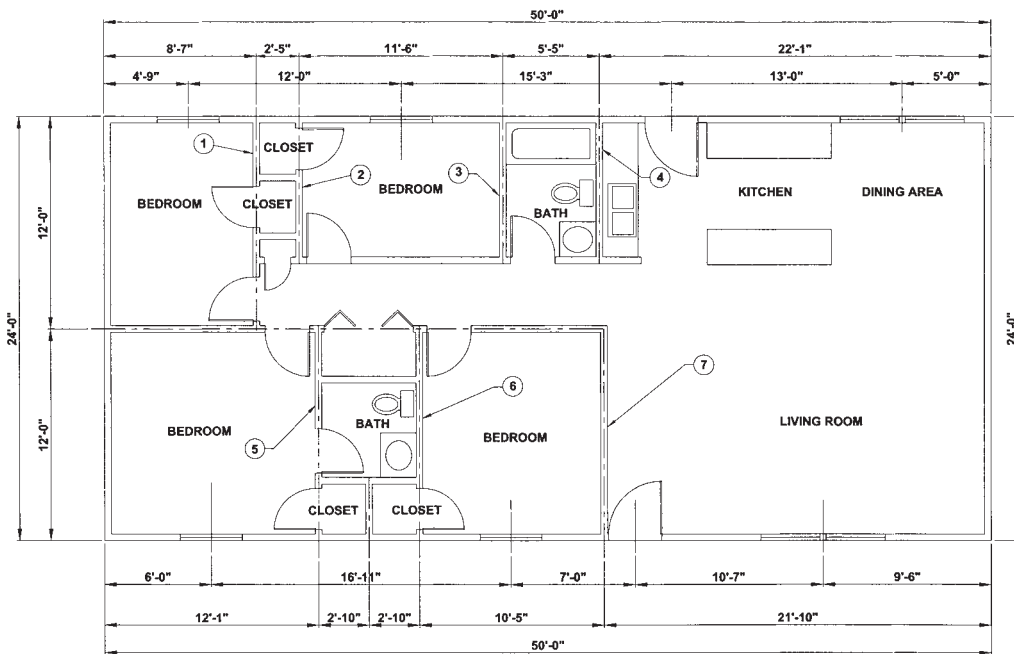 50'-0"
8'-7" 2'-5" 11'-6" 5'-5" 22'-1"
4'-9" 12'-0" 15'-3" 13'-0" 5'-0"
1 CLOSET 2 BEDROOM 3 4
BEDROOM CLOSET BATH KITCHEN DINING AREA
12'-0"
24'-0" 24'-0"
12'-0"
BEDROOM 5 BATH 6 BEDROOM 7 LIVING ROOM
CLOSET CLOSET
6'-0" 16'-11" 7'-0" 10'-7" 9'-6"
12'-1" 2'-10" 2'-10" 10'-5" 21'-10"
50'-0"